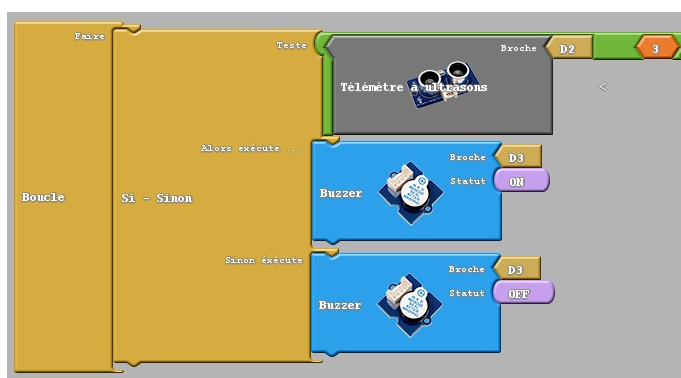 Faire
Teste
Broche D2 3
Télémètre à ultrasons <
Alors exécute ...
Broche D3
Statut ON
Boucle Si - Sinon Buzzer
Sinon éxécute
Broche D3
Statut OFF
Buzzer